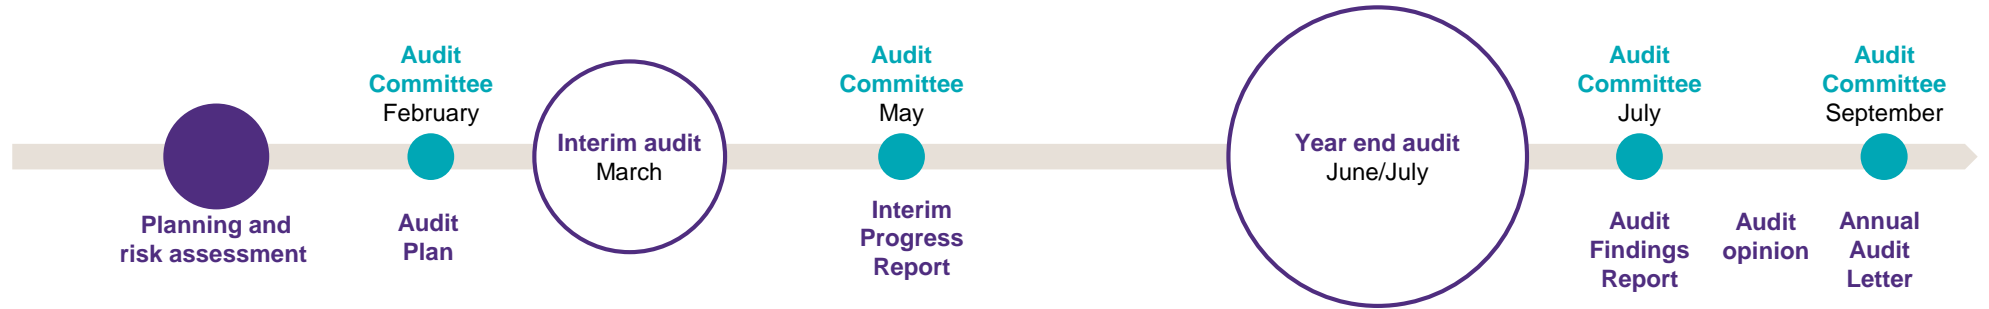 Planning and
risk assessment
Audit
Committee
February
Audit
Plan
Interim audit
March
Audit
Committee
May
Interim
Progress
Report
Year end audit
June/July
Audit
Committee
July
Audit
Findings
Report
Audit
opinion
Audit
Committee
September
Annual
Audit
Letter